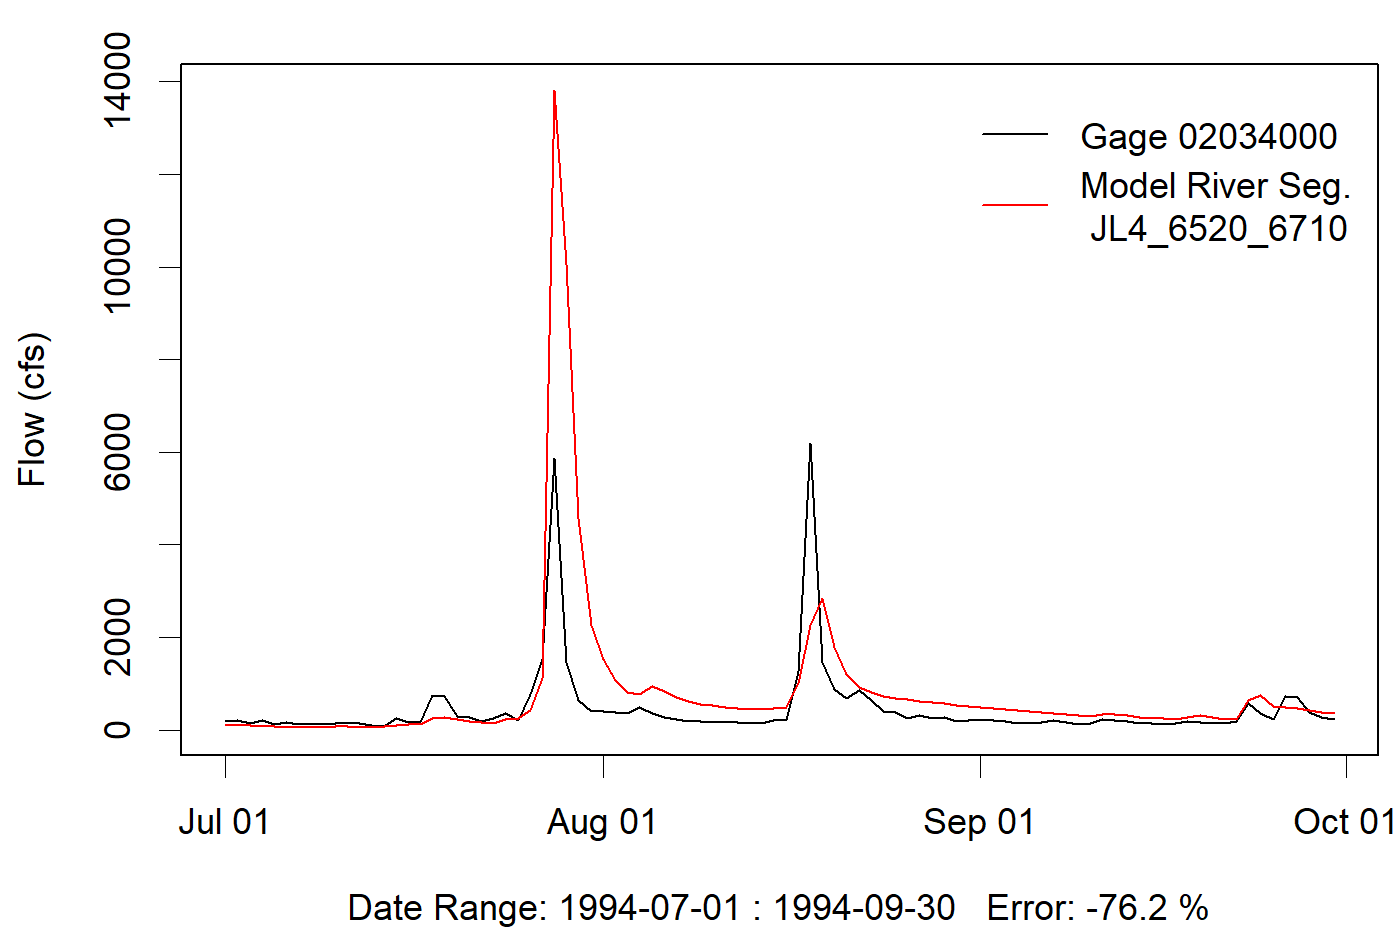 14000
10000
6000
2000
0
Flow (cfs)
Gage 02034000
Model River Seg.
JL4_6520_6710
Jul 01
Aug 01
Sep 01
Oct 01
Date Range: 1994-07-01 : 1994-09-30   Error: -76.2 %